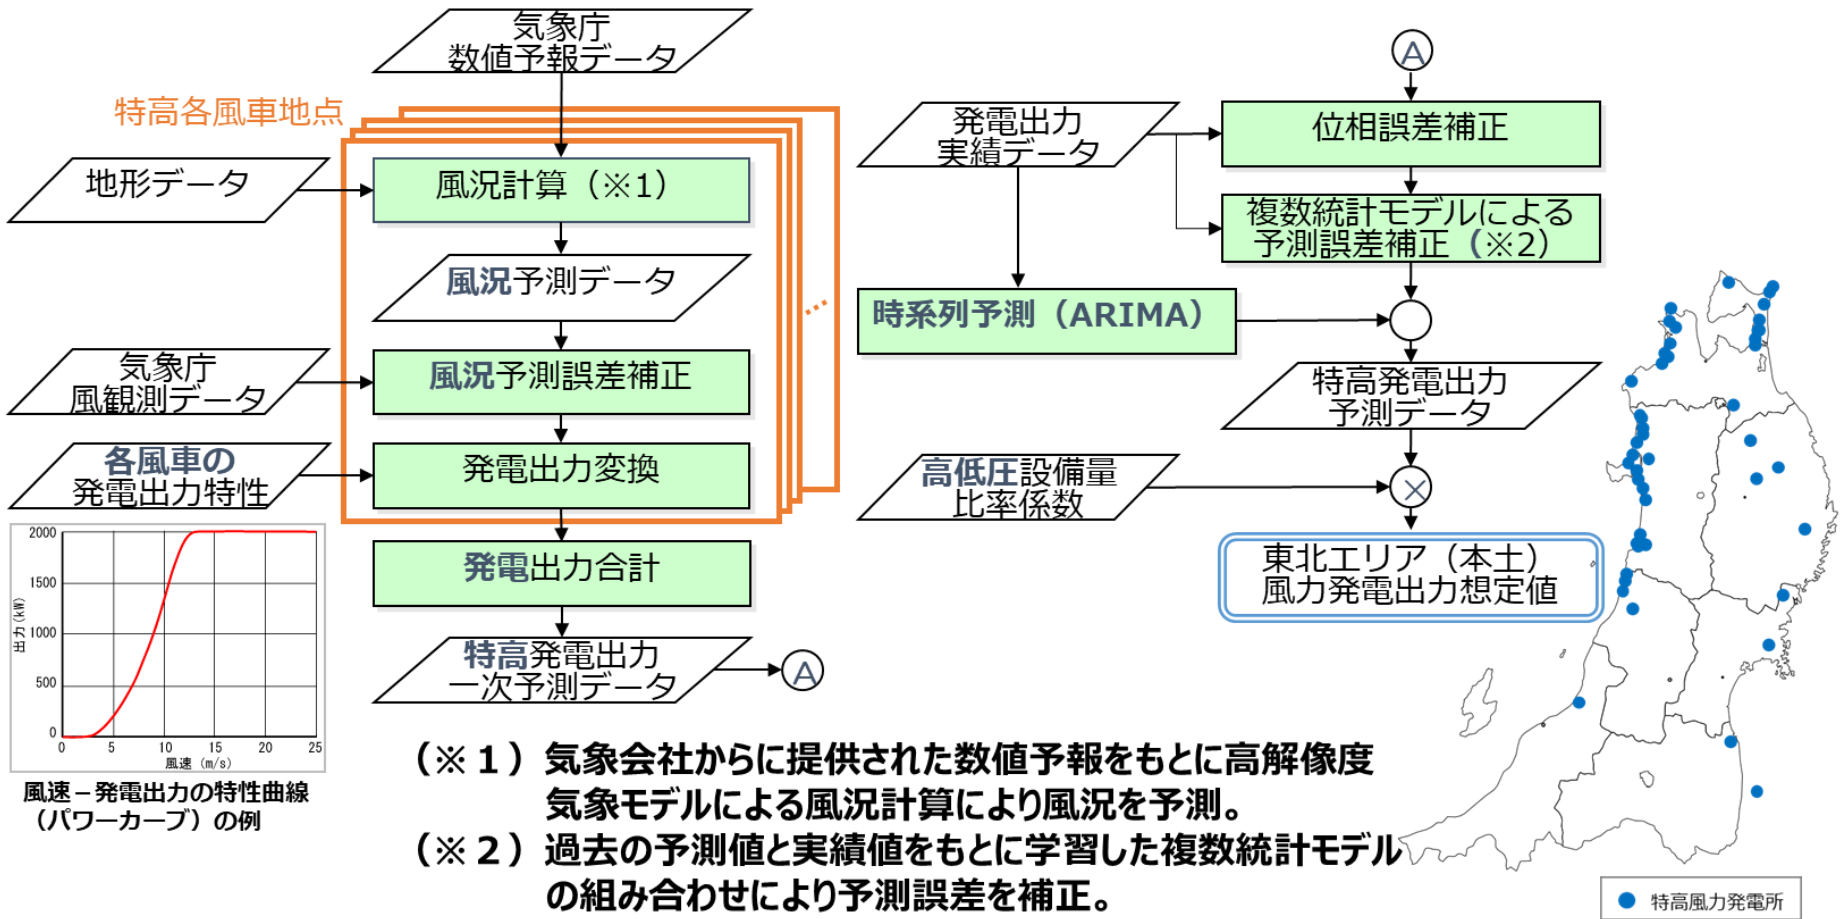 気象庁
数値予報データ
特高各風車地点
地形データ
風況計算（※1）
風況予測データ
気象庁
風観測データ
風況予測誤差補正
各風車の
発電出力特性
発電出力変換
発電出力合計
特高発電出力
一次予測データ
A
2000
1500
1000
500
0
出力(kW)
0 5 10 15 20 25
風速 (m/s)
風速－発電出力の特性曲線
（パワーカーブ）の例
A
発電出力
実績データ
位相誤差補正
複数統計モデルによる
予測誤差補正（※2）
時系列予測（ARIMA）
特高発電出力
予測データ
高低圧設備量
比率係数
×
東北エリア（本土）
風力発電出力想定値
（※１）気象会社からに提供された数値予報をもとに高解像度
気象モデルによる風況計算により風況を予測。
（※２）過去の予測値と実績値をもとに学習した複数統計モデル
の組み合わせにより予測誤差を補正。
特高風力発電所